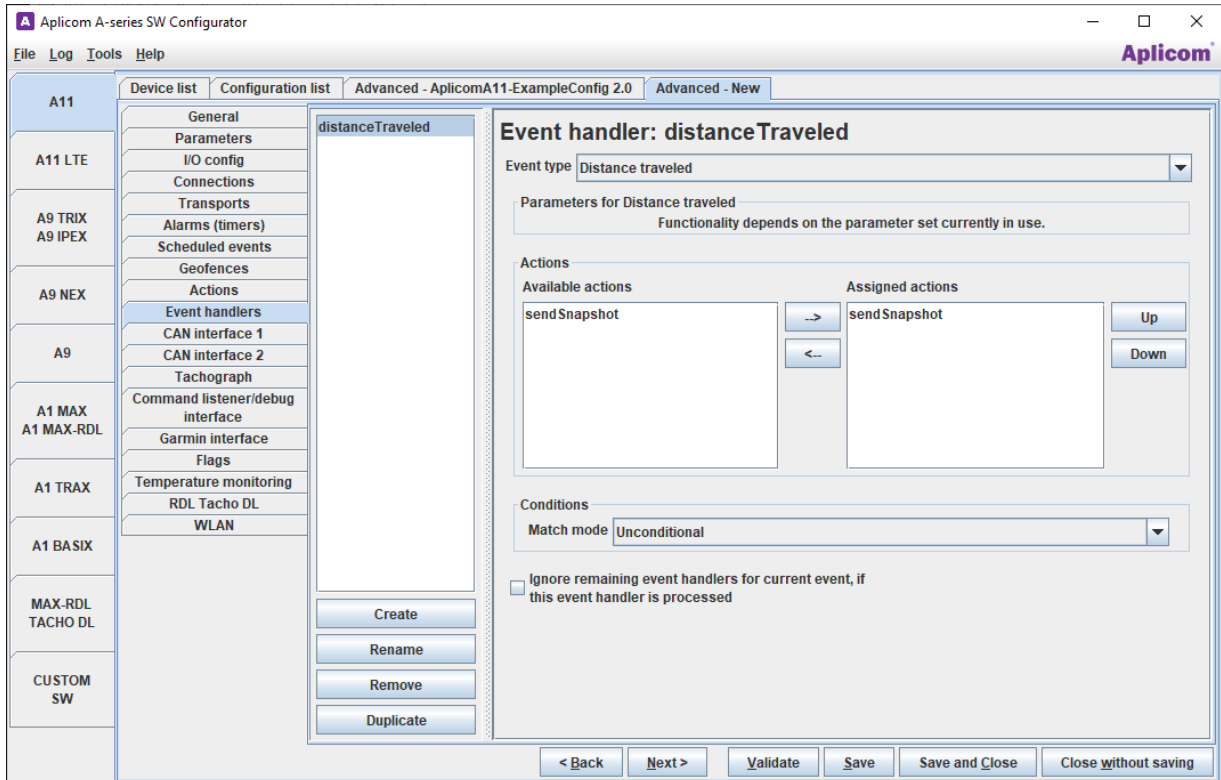 A Aplicom A-series SW Configurator
File Log Tools Help
Aplicom
A11
A11 LTE
A9 TRIX
A9 IPEX
A9 NEX
A9
A1 MAX
A1 MAX-RDL
A1 TRAX
A1 BASIX
MAX-RDL
TACHO DL
CUSTOM
SW
Device list Configuration list Advanced - AplicomA11-ExampleConfig 2.0 Advanced - New
General
Parameters
I/O config
Connections
Transports
Alarms (timers)
Scheduled events
Geofences
Actions
Event handlers
CAN interface 1
CAN interface 2
Tachograph
Command listener/debug
interface
Garmin interface
Flags
Temperature monitoring
RDL Tacho DL
WLAN
distanceTraveled
Create
Rename
Remove
Duplicate
Event handler: distanceTraveled
Event type Distance traveled
Parameters for Distance traveled
Functionality depends on the parameter set currently in use.
Actions
Available actions
sendSnapshot
-->
<--
Assigned actions
sendSnapshot
Up
Down
Conditions
Match mode Unconditional
Ignore remaining event handlers for current event, if
this event handler is processed
< Back Next > Validate Save Save and Close Close without saving